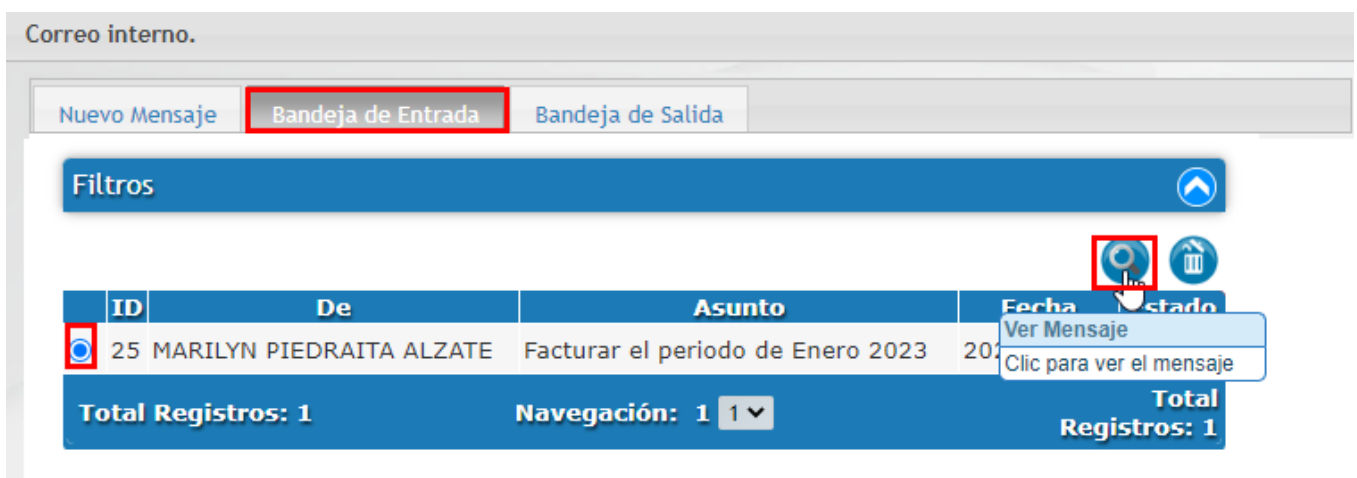 Correo interno.
Nuevo Mensaje Bandeja de Entrada Bandeja de Salida
Filtros
ID De Asunto Fecha Estado
25 MARILYN PIEDRAITA ALZATE Facturar el periodo de Enero 2023
Ver Mensaje
Clic para ver el mensaje
Total Registros: 1 Navegación: 1 1 Total Registros: 1